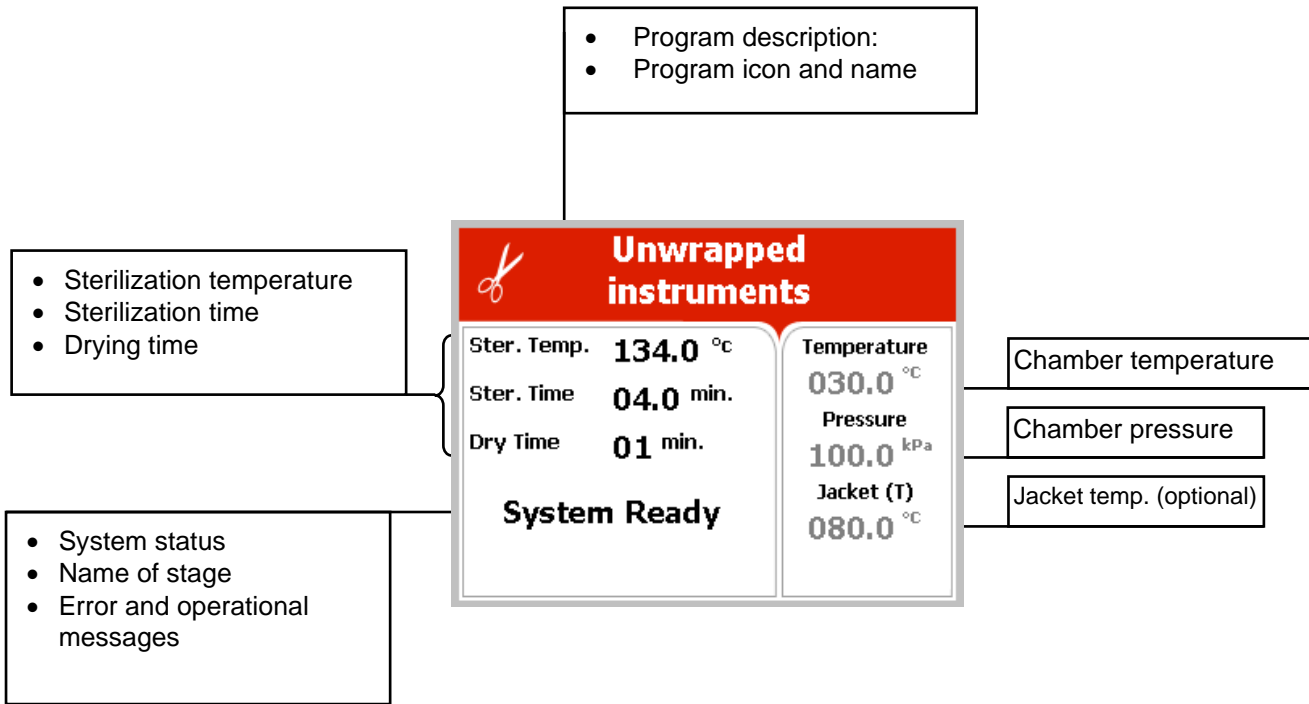 • Program description:
• Program icon and name
• Sterilization temperature
• Sterilization time
• Drying time
• System status
• Name of stage
• Error and operational
messages
Unwrapped
instruments
Ster. Temp. 134.0 °c
Ster. Time 04.0 min.
Dry Time 01 min.
System Ready
Temperature
030.0 °C
Pressure
100.0 kPa
Jacket (T)
080.0 °C
Chamber temperature
Chamber pressure
Jacket temp. (optional)